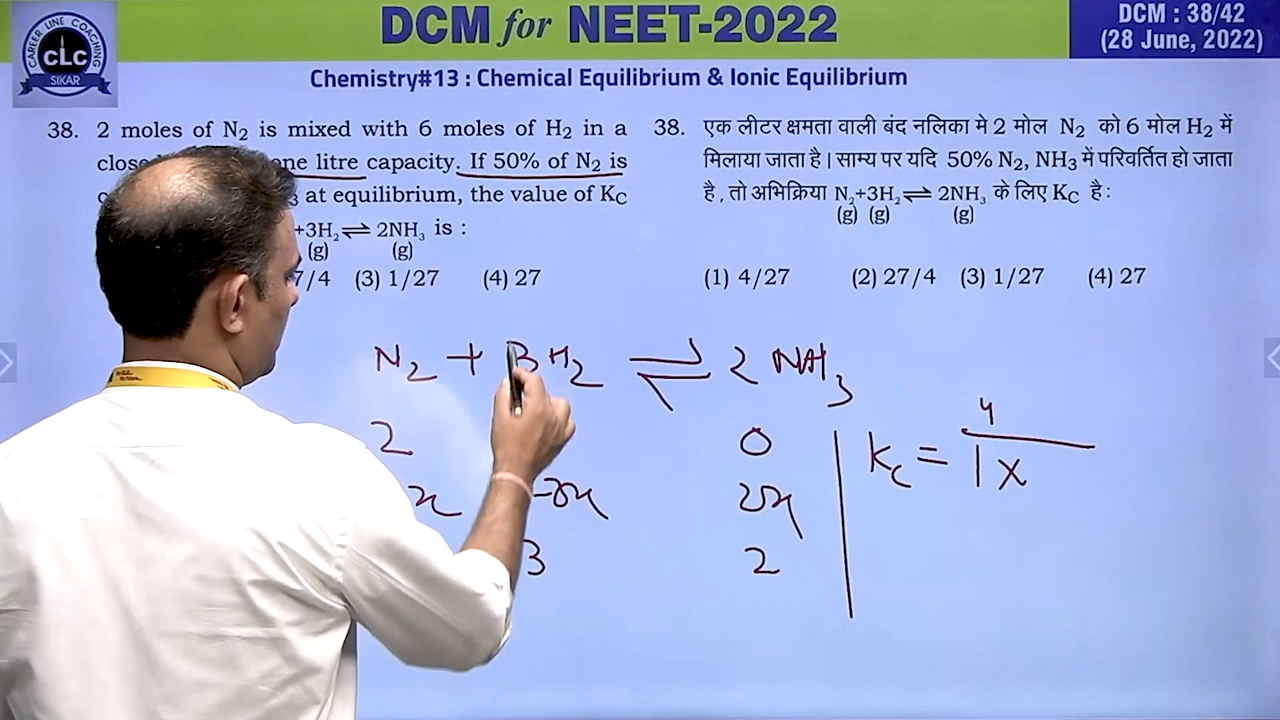 CAREER LINE COACHING
CLC
SIKAR
DCM for NEET-2022
DCM : 38/42
(28 June, 2022)
Chemistry#13 : Chemical Equilibrium & Ionic Equilibrium
38. 2 moles of N₂ is mixed with 6 moles of H₂ in a
one litre capacity. If 50% of N₂ is
at equilibrium, the value of KC
+3H₂ ⇌ 2NH₃ is :
(g) (g)
7/4 (3) 1/27 (4) 27
38. एक लीटर क्षमता वाली बंद नलिका मे 2 मोल N₂ को 6 मोल H₂ में
मिलाया जाता है। साम्य पर यदि 50% N₂, NH₃ में परिवर्तित हो जाता
है, तो अभिक्रिया N₂+3H₂ ⇌ 2NH₃ के लिए KC है:
(g) (g) (g)
(1) 4/27 (2) 27/4 (3) 1/27 (4) 27
N₂ + 3H₂ ⇌ 2 NH₃
2 0
x -3x 2x
3 2
Kc = 4
1 x